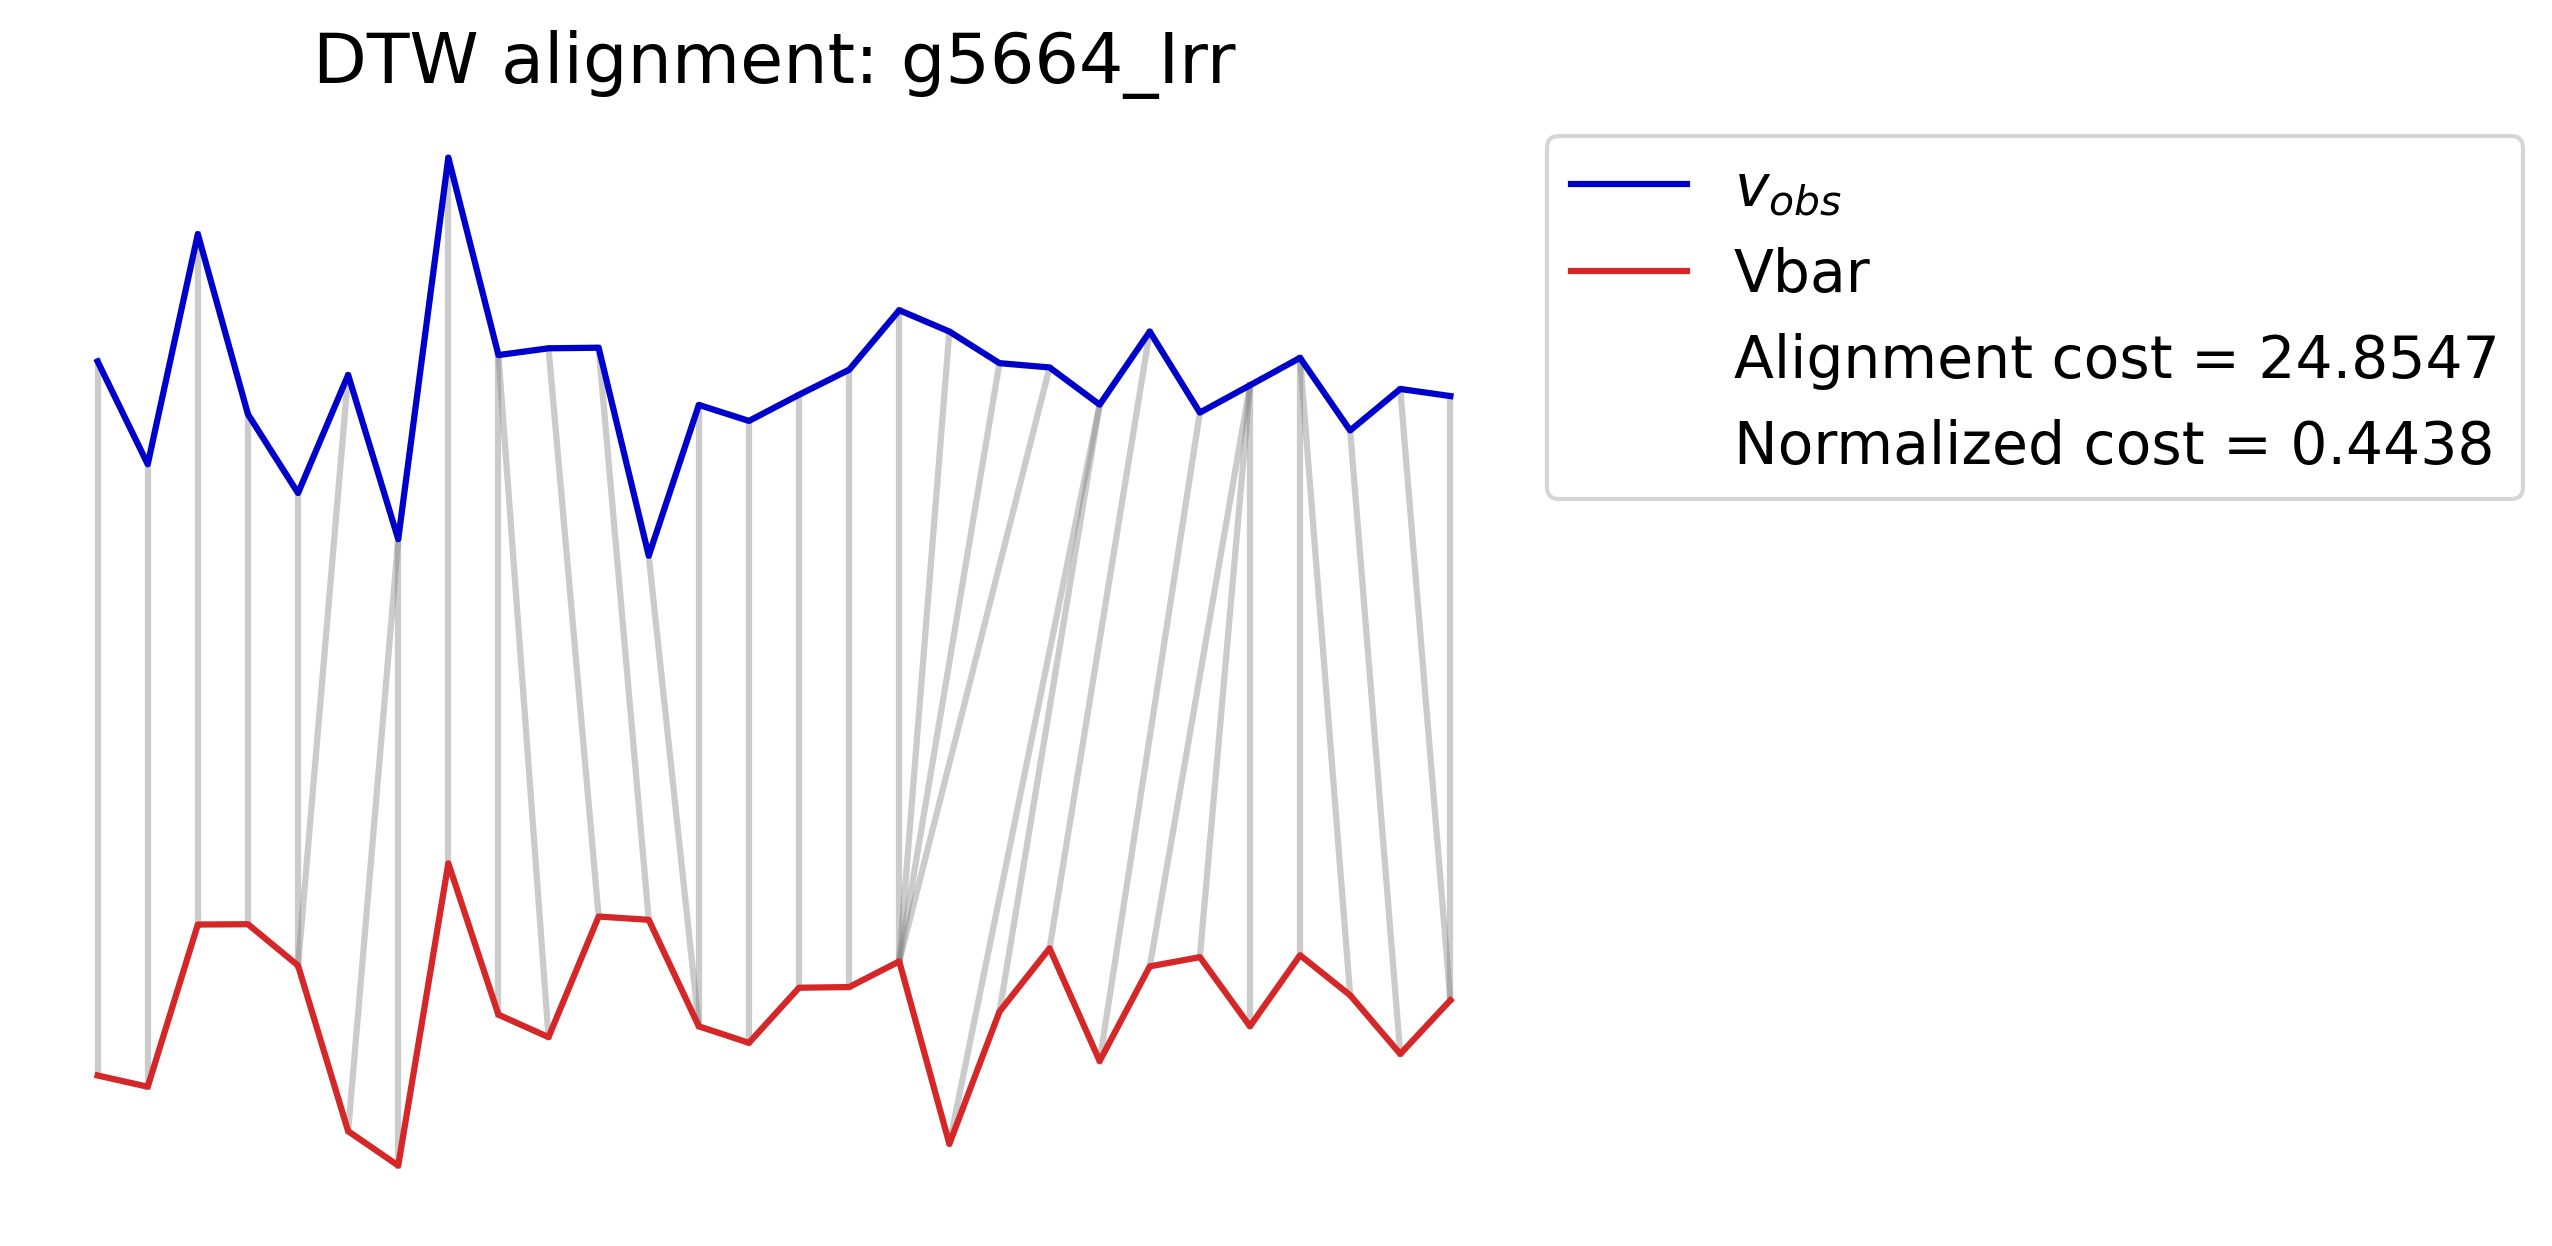 DTW alignment: g5664_Irr
v_obs
Vbar
Alignment cost = 24.8547
Normalized cost = 0.4438